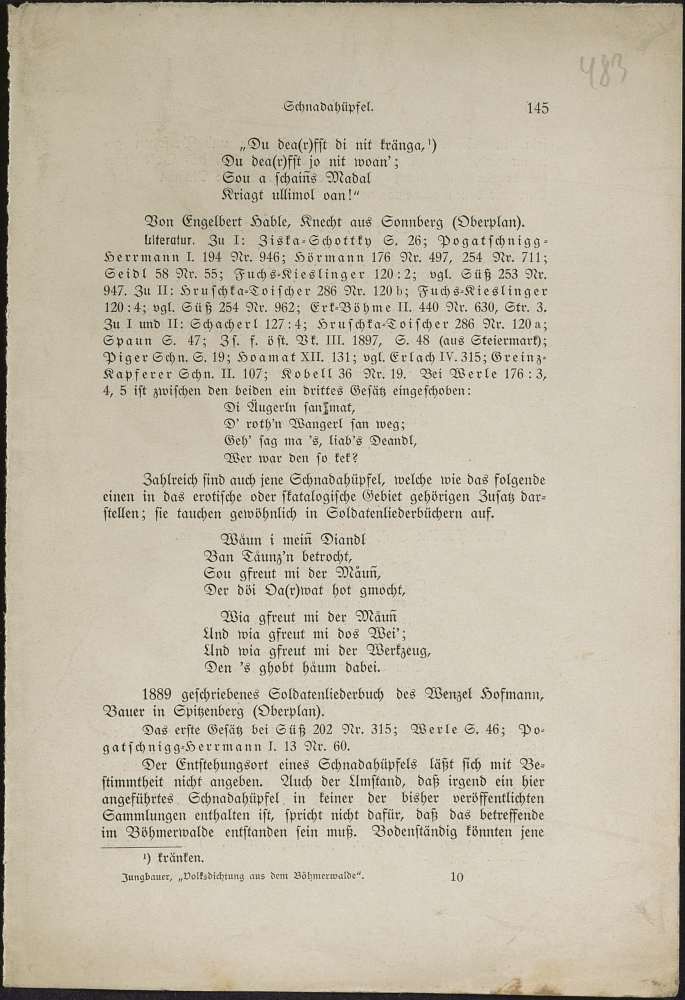 483
Schnadahüpfel. 145
„Du dea(r)fst di nit kränga,¹)
Du dea(r)fst jo nit woan';
Sou a schaiñs Madal
Kriagt ullimol oan!“
Von Engelbert Hable, Knecht aus Sonnberg (Oberplan).
Literatur. Zu I: Ziska-Schottky S. 26; Pogatschnigg-
Herrmann I. 194 Nr. 946; Hörmann 176 Nr. 497, 254 Nr. 711;
Seidl 58 Nr. 55; Fuchs-Kieslinger 120:2; vgl. Süß 253 Nr.
947. Zu II: Hruschka-Toischer 286 Nr. 120 b; Fuchs-Kieslinger
120:4; vgl. Süß 254 Nr. 962; Erk-Böhme II. 440 Nr. 630, Str. 3.
Zu I und II: Schacherl 127:4; Hruschka-Toischer 286 Nr. 120 a;
Spaun S. 47; Zs. f. öst. Vk. III. 1897, S. 48 (aus Steiermark);
Piger Schn. S. 19; Hoamat XII. 131; vgl. Erlach IV. 315; Greinz-
Kapferer Schn. II. 107; Kobell 36 Nr. 19. Bei Werle 176:3,
4, 5 ist zwischen den beiden ein drittes Gesätz eingeschoben:
Di Äugerln san mat,
D' roth'n Wangerl san weg;
Geh' sag ma 's, liab's Deandl,
Wer war den so kek?
Zahlreich sind auch jene Schnadahüpfel, welche wie das folgende
einen in das erotische oder skatalogische Gebiet gehörigen Zusatz dar-
stellen; sie tauchen gewöhnlich in Soldatenliederbüchern auf.
Wåun i meiñ Diandl
Ban Tåunz'n betrocht,
Sou gfreut mi der Måuñ,
Der döi Da(r)wat hot gmocht,
Wia gfreut mi der Måuñ
Und wia gfreut mi dos Wei';
Und wia gfreut mi der Werkzeug,
Den 's ghobt håum dabei.
1889 geschriebenes Soldatenliederbuch des Wenzel Hofmann,
Bauer in Spitzenberg (Oberplan).
Das erste Gesätz bei Süß 202 Nr. 315; Werle S. 46; Po-
gatschnigg-Herrmann I. 13 Nr. 60.
Der Entstehungsort eines Schnadahüpfels läßt sich mit Be-
stimmtheit nicht angeben. Auch der Umstand, daß irgend ein hier
angeführtes Schnadahüpfel in keiner der bisher veröffentlichten
Sammlungen enthalten ist, spricht nicht dafür, daß das betreffende
im Böhmerwalde entstanden sein muß. Bodenständig könnten jene
¹) kränken.
Jungbauer, „Volksdichtung aus dem Böhmerwalde“. 10